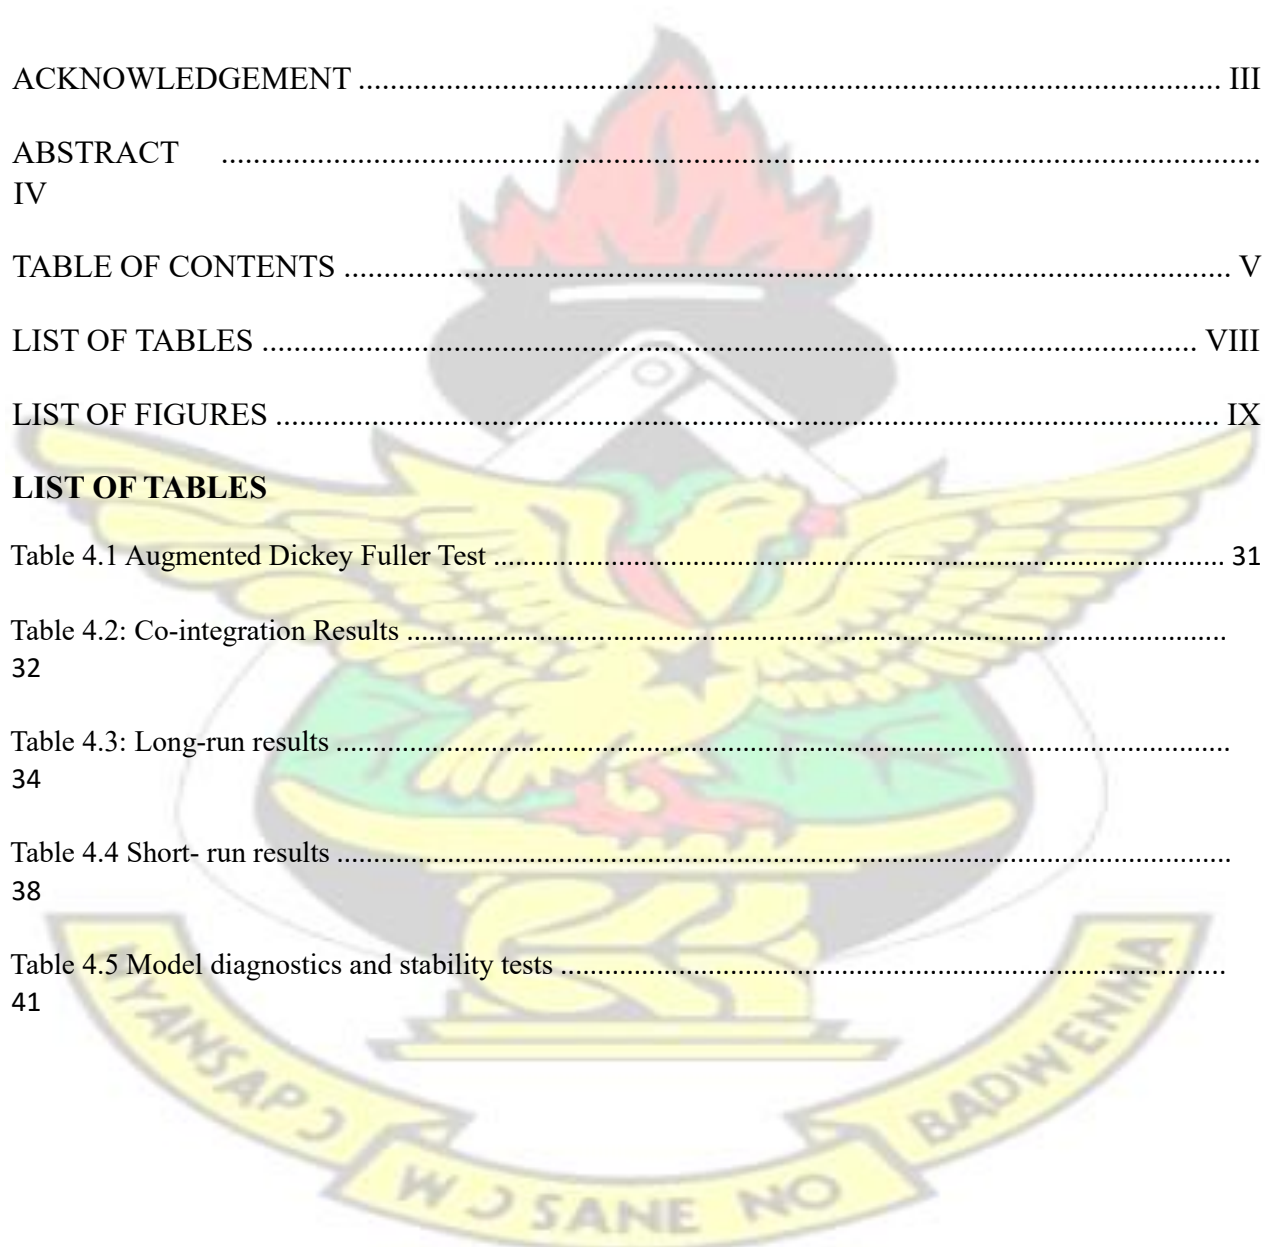 ACKNOWLEDGEMENT ............................................................................................................. III
ABSTRACT ...................................................................................................................................
IV
TABLE OF CONTENTS ................................................................................................................ V
LIST OF TABLES ...................................................................................................................... VIII
LIST OF FIGURES ....................................................................................................................... IX
LIST OF TABLES
Table 4.1 Augmented Dickey Fuller Test ..................................................................................................... 31
Table 4.2: Co-integration Results .................................................................................................................
32
Table 4.3: Long-run results ...........................................................................................................................
34
Table 4.4 Short- run results ...........................................................................................................................
38
Table 4.5 Model diagnostics and stability tests ............................................................................................
41
NYANSAPƆ
WƆSANE NO
BADWENMA